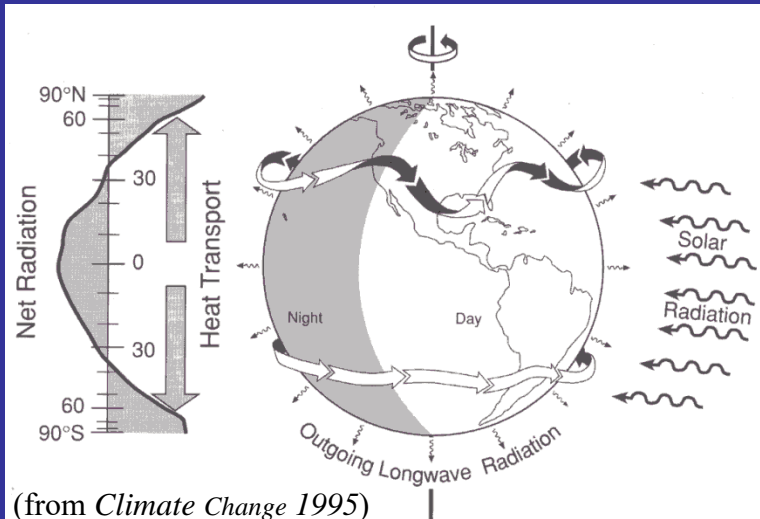 90°N
60
30
0
30
60
90°S
Net Radiation
Heat Transport
Night
Day
Solar
Radiation
Outgoing Longwave Radiation
(from Climate Change 1995)